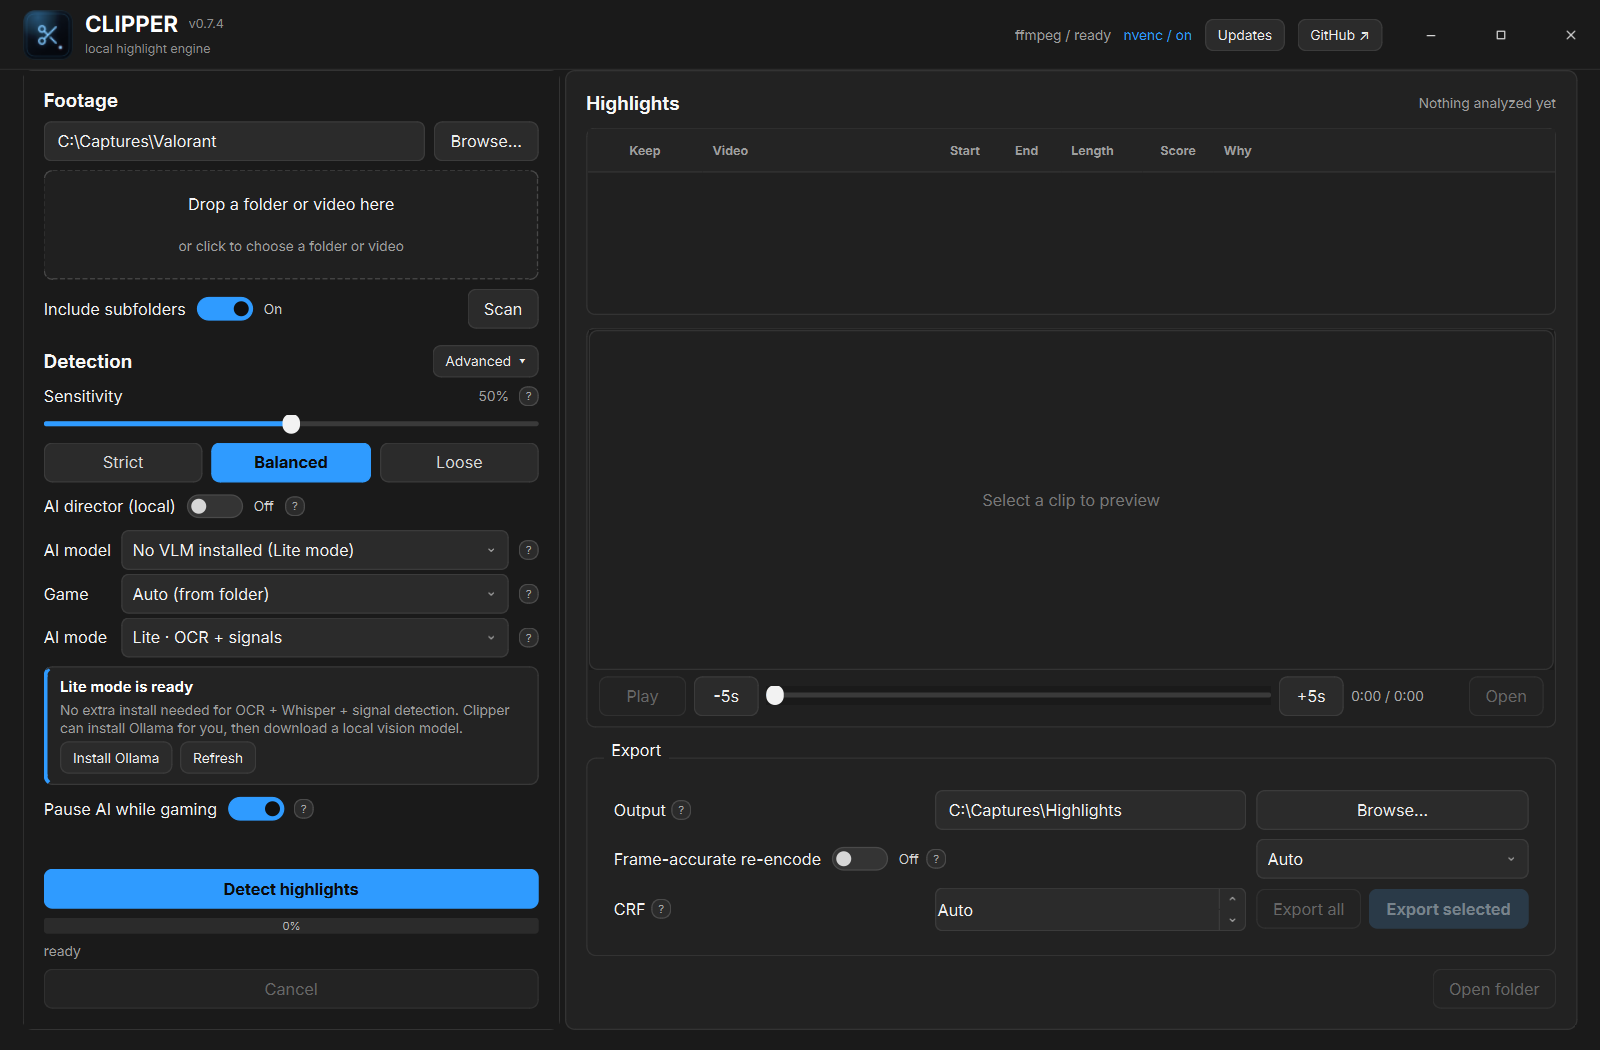 CLIPPER v0.7.4
local highlight engine
ffmpeg / ready nvenc / on Updates GitHub ↗
Footage
C:\Captures\Valorant Browse...
Drop a folder or video here
or click to choose a folder or video
Include subfolders On Scan
Detection Advanced ▾
Sensitivity 50% ?
Strict Balanced Loose
AI director (local) Off ?
AI model No VLM installed (Lite mode) ?
Game Auto (from folder) ?
AI mode Lite · OCR + signals ?
Lite mode is ready
No extra install needed for OCR + Whisper + signal detection. Clipper
can install Ollama for you, then download a local vision model.
Install Ollama Refresh
Pause AI while gaming ?
Detect highlights
0%
ready
Cancel
Highlights Nothing analyzed yet
Keep Video Start End Length Score Why
Select a clip to preview
Play -5s +5s 0:00 / 0:00 Open
Export
Output ? C:\Captures\Highlights Browse...
Frame-accurate re-encode Off ? Auto
CRF ? Auto Export all Export selected
Open folder